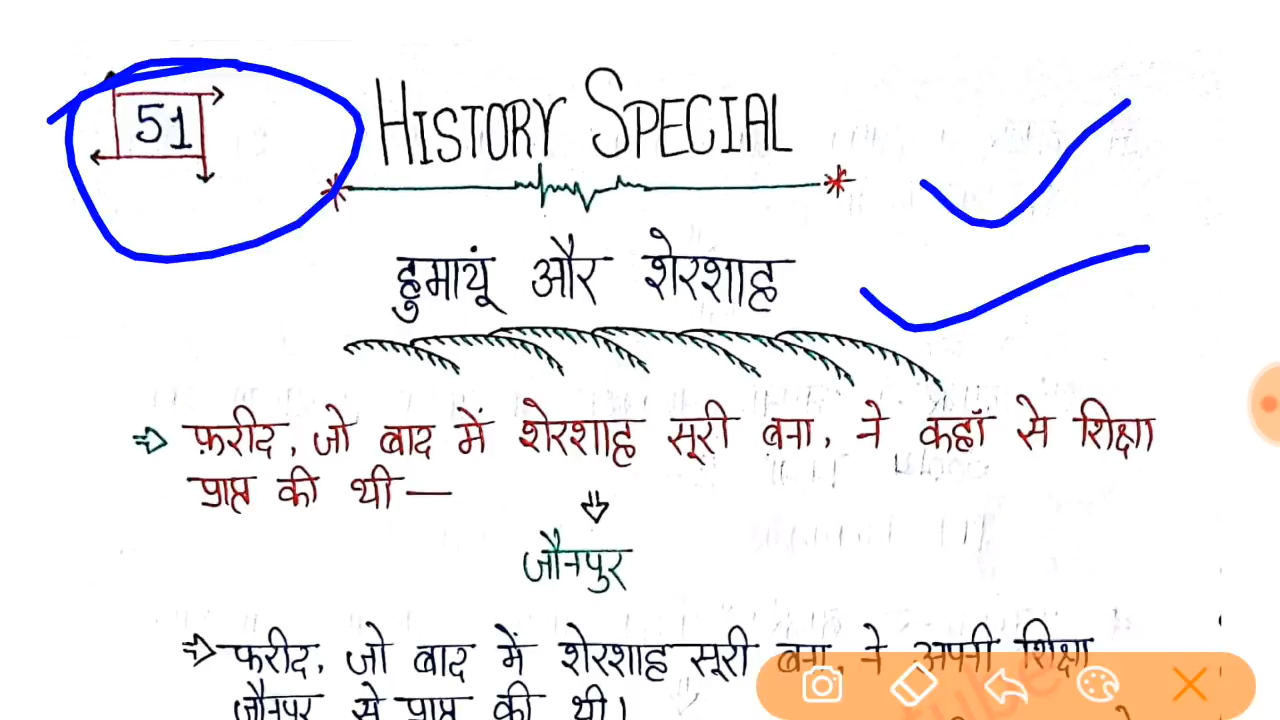 51
HISTORY SPECIAL
हुमायूं और शेरशाह
⇒ फ़रीद, जो बाद में शेरशाह सूरी बना, ने कहाँ से शिक्षा
प्राप्त की थी —
⇓
जौनपुर
⇒ फरीद, जो बाद में शेरशाह सूरी बना, ने अपनी शिक्षा
जौनपुर से प्राप्त की थी।